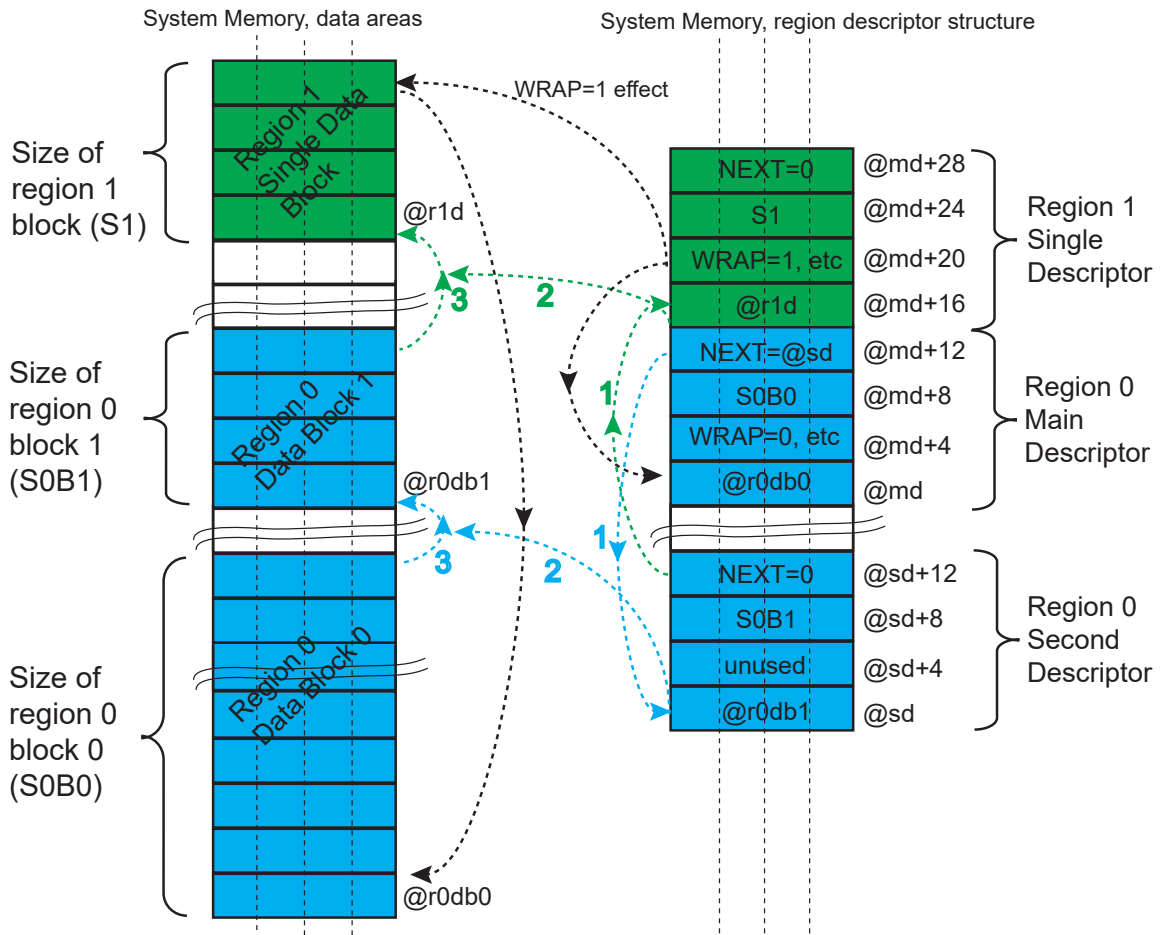 System Memory, data areas
System Memory, region descriptor structure
WRAP=1 effect
Size of
region 1
block (S1)
Region 1
Single Data
Block
@r1d
3
2
Size of
region 0
block 1
(S0B1)
Region 0
Data Block 1
@r0db1
3
2
Size of
region 0
block 0
(S0B0)
Region 0
Data Block 0
@r0db0
1
1
NEXT=0
@md+28
S1
@md+24
WRAP=1, etc
@md+20
@r1d
@md+16
Region 1
Single
Descriptor
NEXT=@sd
@md+12
S0B0
@md+8
WRAP=0, etc
@md+4
@r0db0
@md
Region 0
Main
Descriptor
NEXT=0
@sd+12
S0B1
@sd+8
unused
@sd+4
@r0db1
@sd
Region 0
Second
Descriptor